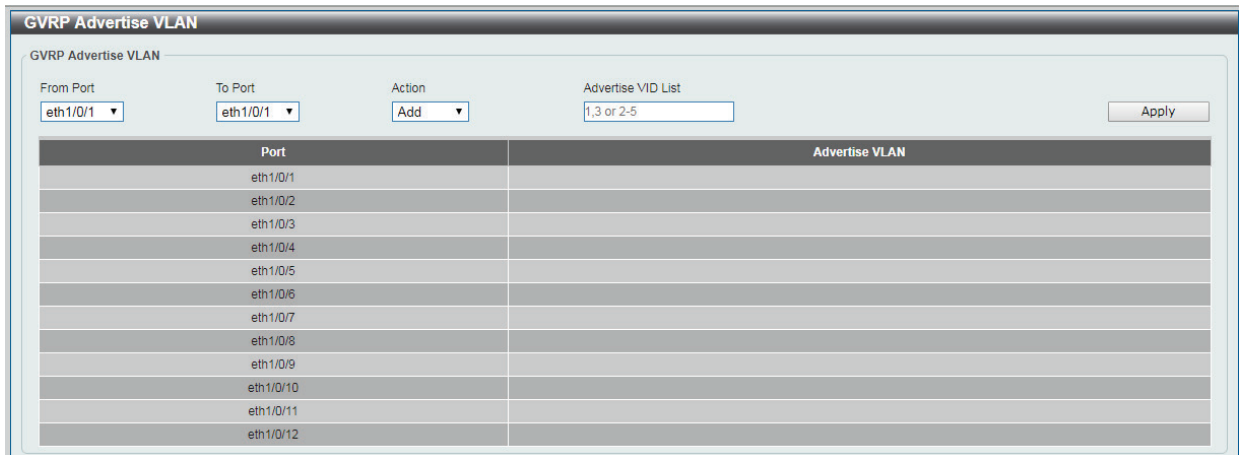 GVRP Advertise VLAN
GVRP Advertise VLAN
From Port To Port Action Advertise VID List
eth1/0/1 eth1/0/1 Add 1,3 or 2-5 Apply
Port Advertise VLAN
eth1/0/1
eth1/0/2
eth1/0/3
eth1/0/4
eth1/0/5
eth1/0/6
eth1/0/7
eth1/0/8
eth1/0/9
eth1/0/10
eth1/0/11
eth1/0/12